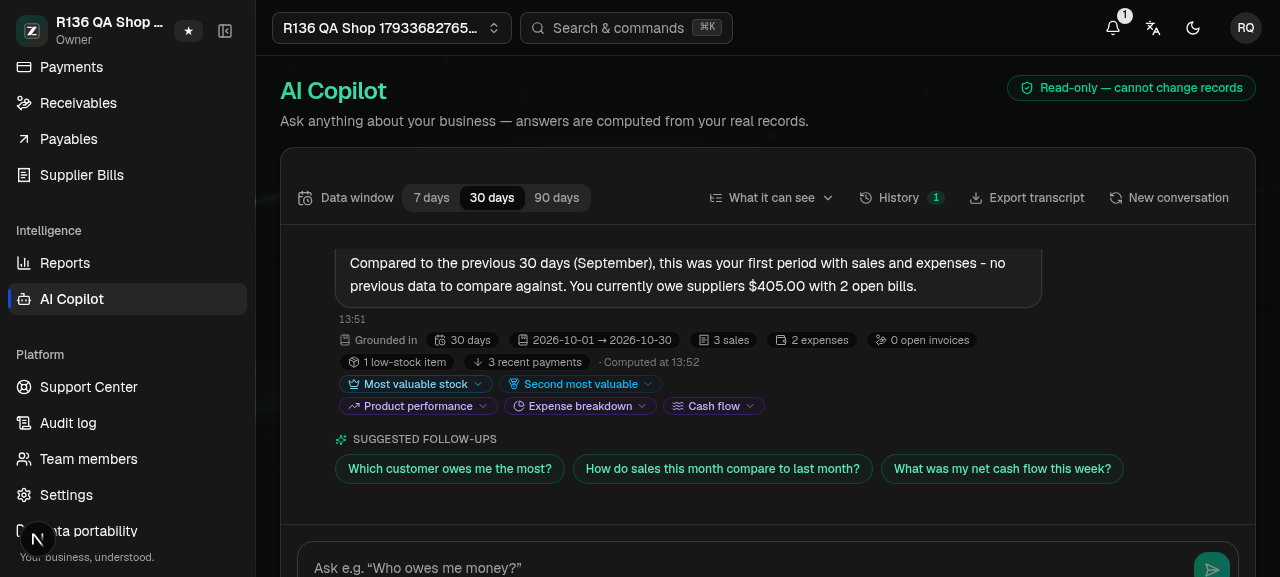 R136 QA Shop ...
Owner
Payments
Receivables
Payables
Supplier Bills
Intelligence
Reports
AI Copilot
Platform
Support Center
Audit log
Team members
Settings
ata portability
N
Your business, understood.
R136 QA Shop 17933682765...
Search & commands ⌘K
1
RQ
AI Copilot
Read-only — cannot change records
Ask anything about your business — answers are computed from your real records.
Data window 7 days 30 days 90 days
What it can see History 1 Export transcript New conversation
Compared to the previous 30 days (September), this was your first period with sales and expenses - no
previous data to compare against. You currently owe suppliers $405.00 with 2 open bills.
13:51
Grounded in 30 days 2026-10-01 → 2026-10-30 3 sales 2 expenses 0 open invoices
1 low-stock item 3 recent payments · Computed at 13:52
Most valuable stock Second most valuable
Product performance Expense breakdown Cash flow
SUGGESTED FOLLOW-UPS
Which customer owes me the most? How do sales this month compare to last month? What was my net cash flow this week?
Ask e.g. “Who owes me money?”